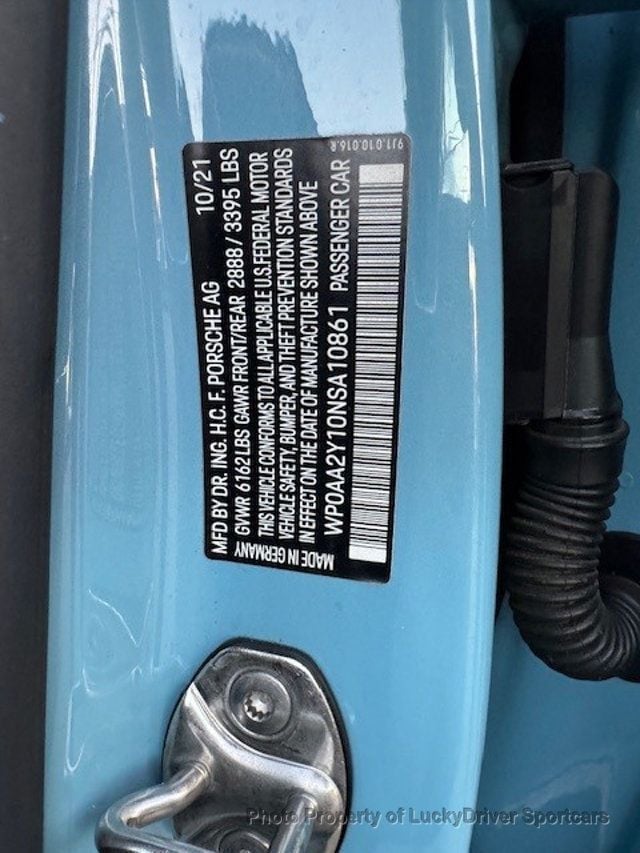 MFD BY DR. ING. H.C. F. PORSCHE AG 10/21
GVWR 6162LBS GAWR FRONT/REAR 2888/3395 LBS
THIS VEHICLE CONFORMS TO ALL APPLICABLE U.S.FEDERAL MOTOR
VEHICLE SAFETY, BUMPER, AND THEFT PREVENTION STANDARDS
IN EFFECT ON THE DATE OF MANUFACTURE SHOWN ABOVE
WP0AA2Y10NSA10861 PASSENGER CAR
MADE IN GERMANY
9J1.010.016.R
Photo Property of LuckyDriver Sportcars